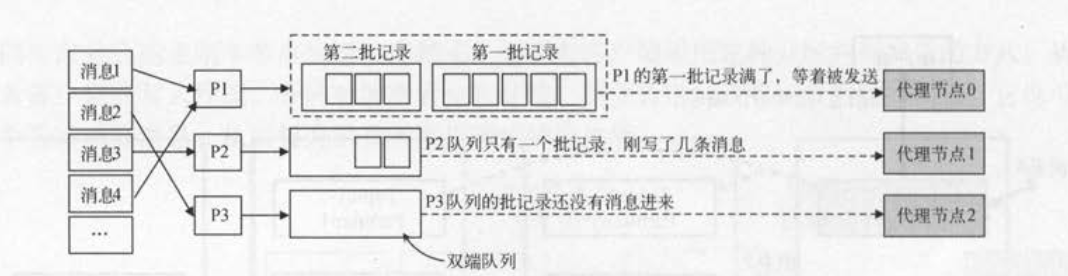 第二批记录 第一批记录
消息1
P1
P1的第一批记录满了，等着被发送
代理节点0
消息2
消息3
P2
P2队列只有一个批记录，刚写了几条消息
代理节点1
消息4
P3
P3队列的批记录还没有消息进来
代理节点2
...
双端队列